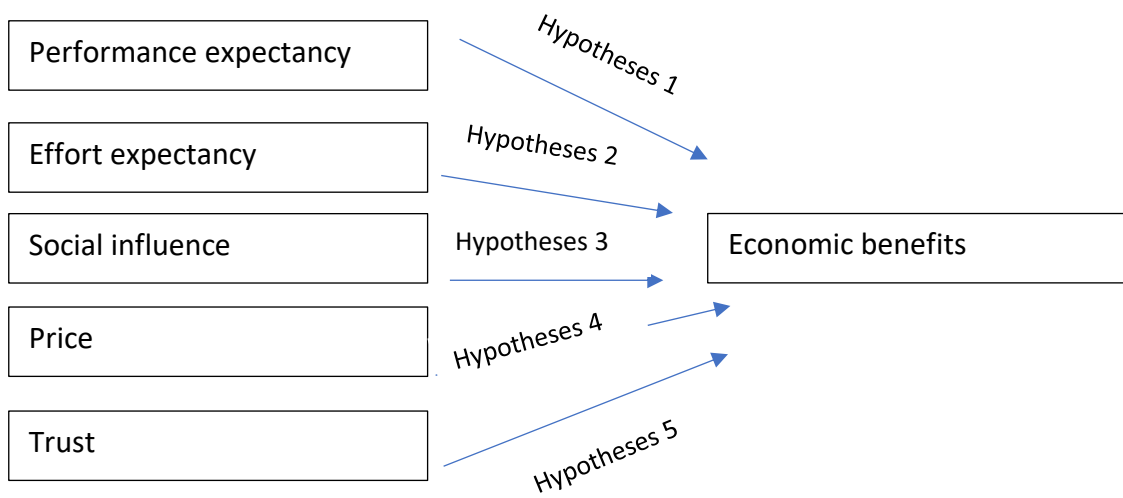 Performance expectancy
Hypotheses 1
Effort expectancy
Hypotheses 2
Social influence
Hypotheses 3
Economic benefits
Price
Hypotheses 4
Trust
Hypotheses 5